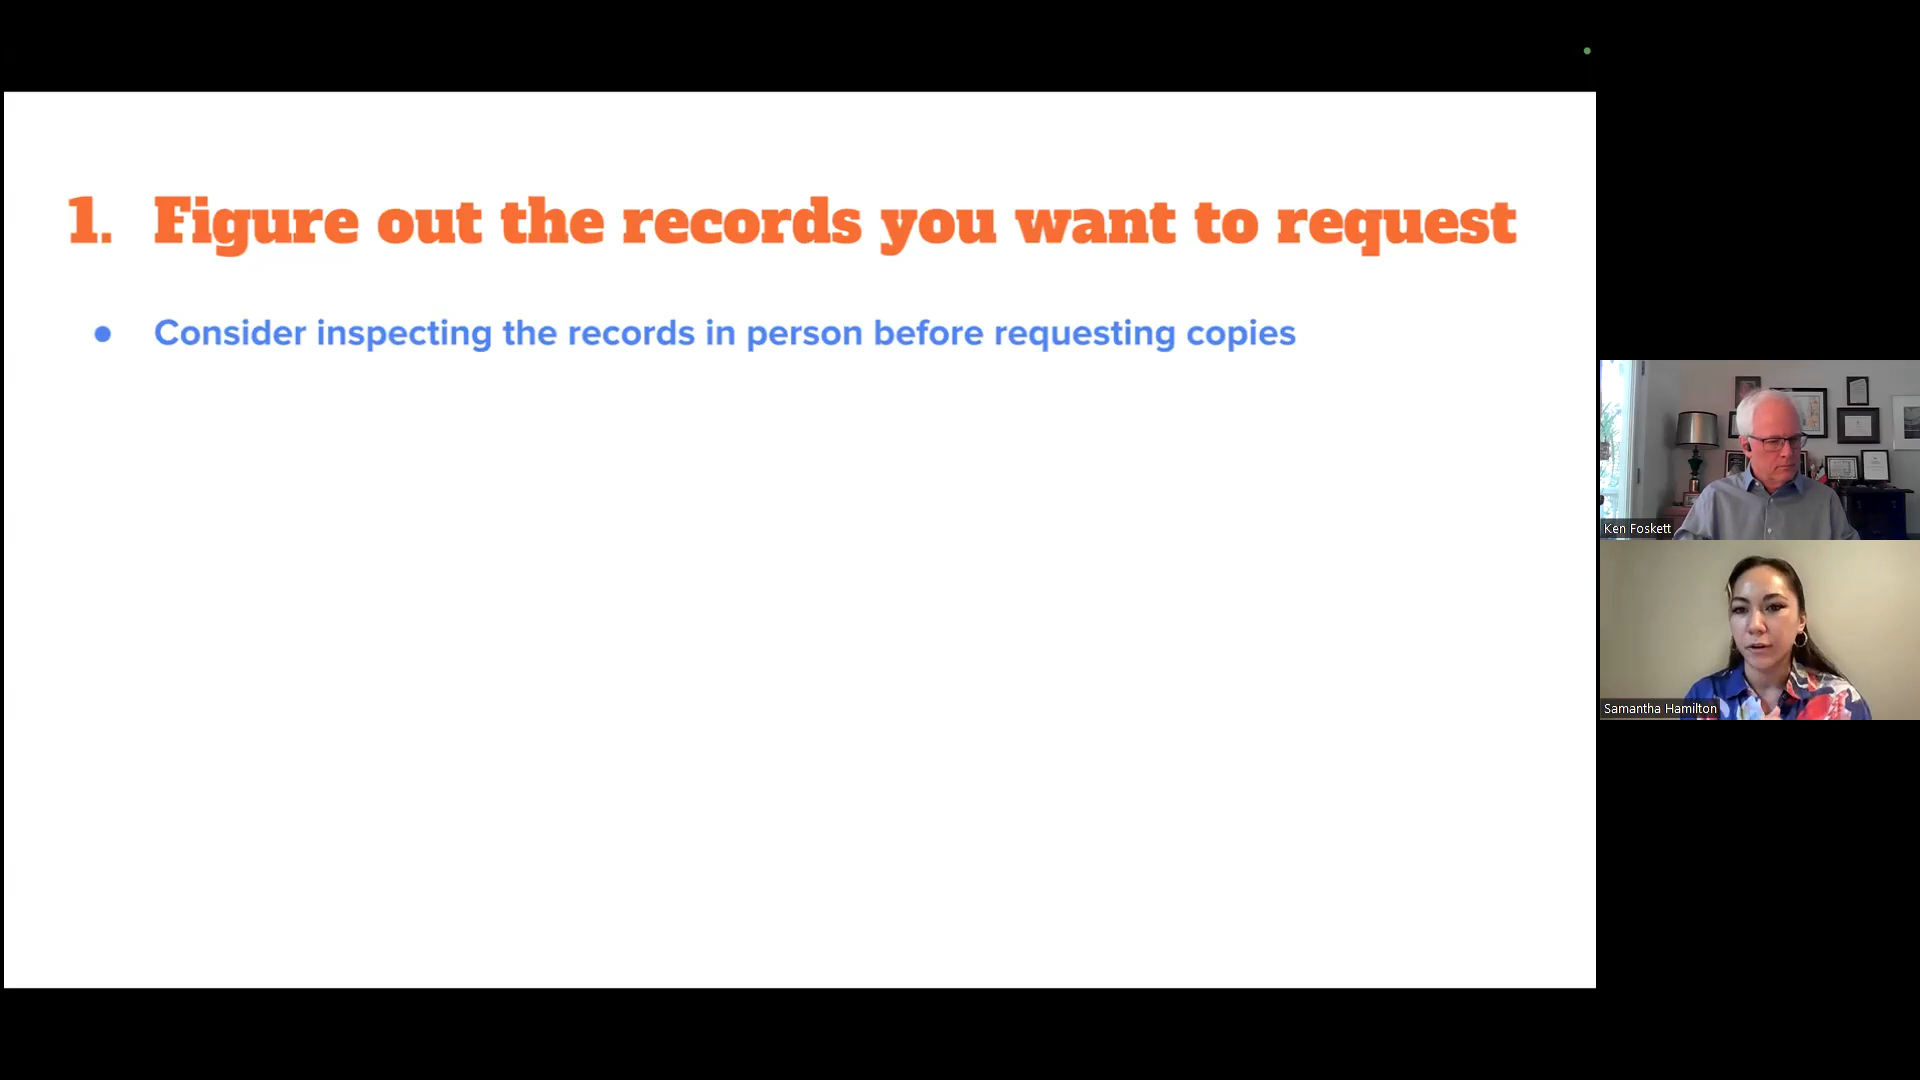 1. Figure out the records you want to request
● Consider inspecting the records in person before requesting copies
Ken Foskett
Samantha Hamilton